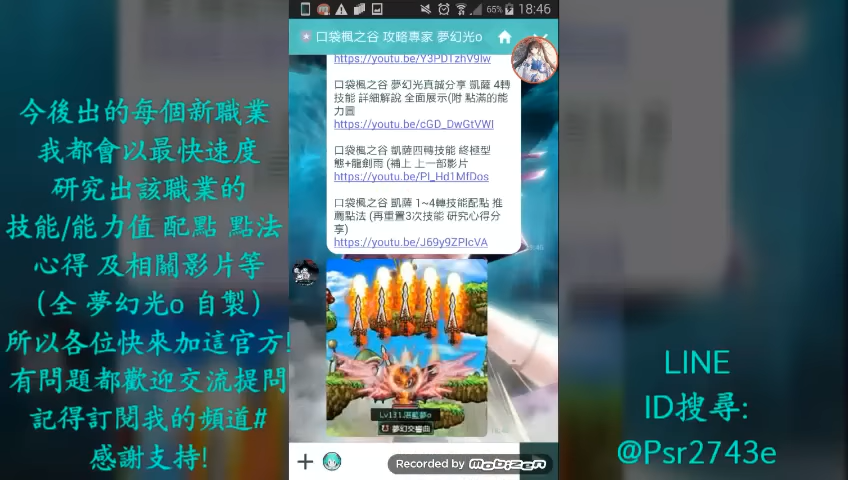 今後出的每個新職業
我都會以最快速度
研究出該職業的
技能/能力值 配點 點法
心得 及相關影片等
(全 夢幻光o 自製)
所以各位快來加這官方!
有問題都歡迎交流提問
記得訂閱我的頻道#
感謝支持!
65% 18:46
口袋楓之谷 攻略專家 夢幻光o
https://youtu.be/Y3PDTzhV9lw
口袋楓之谷 夢幻光真誠分享 凱薩 4轉
技能 詳細解說 全面展示(附 點滿的能
力圖
https://youtu.be/cGD_DwGtVWI
口袋楓之谷 凱薩四轉技能 終極型
態+龍劍雨 (補上 上一部影片
https://youtu.be/PI_Hd1MfDos
口袋楓之谷 凱薩 1~4轉技能配點 推
薦點法 (再重置3次技能 研究心得分
享)
https://youtu.be/J69y9ZPIcVA
夢幻交響曲
Recorded by Mobizen
LINE
ID搜尋:
@Psr2743e